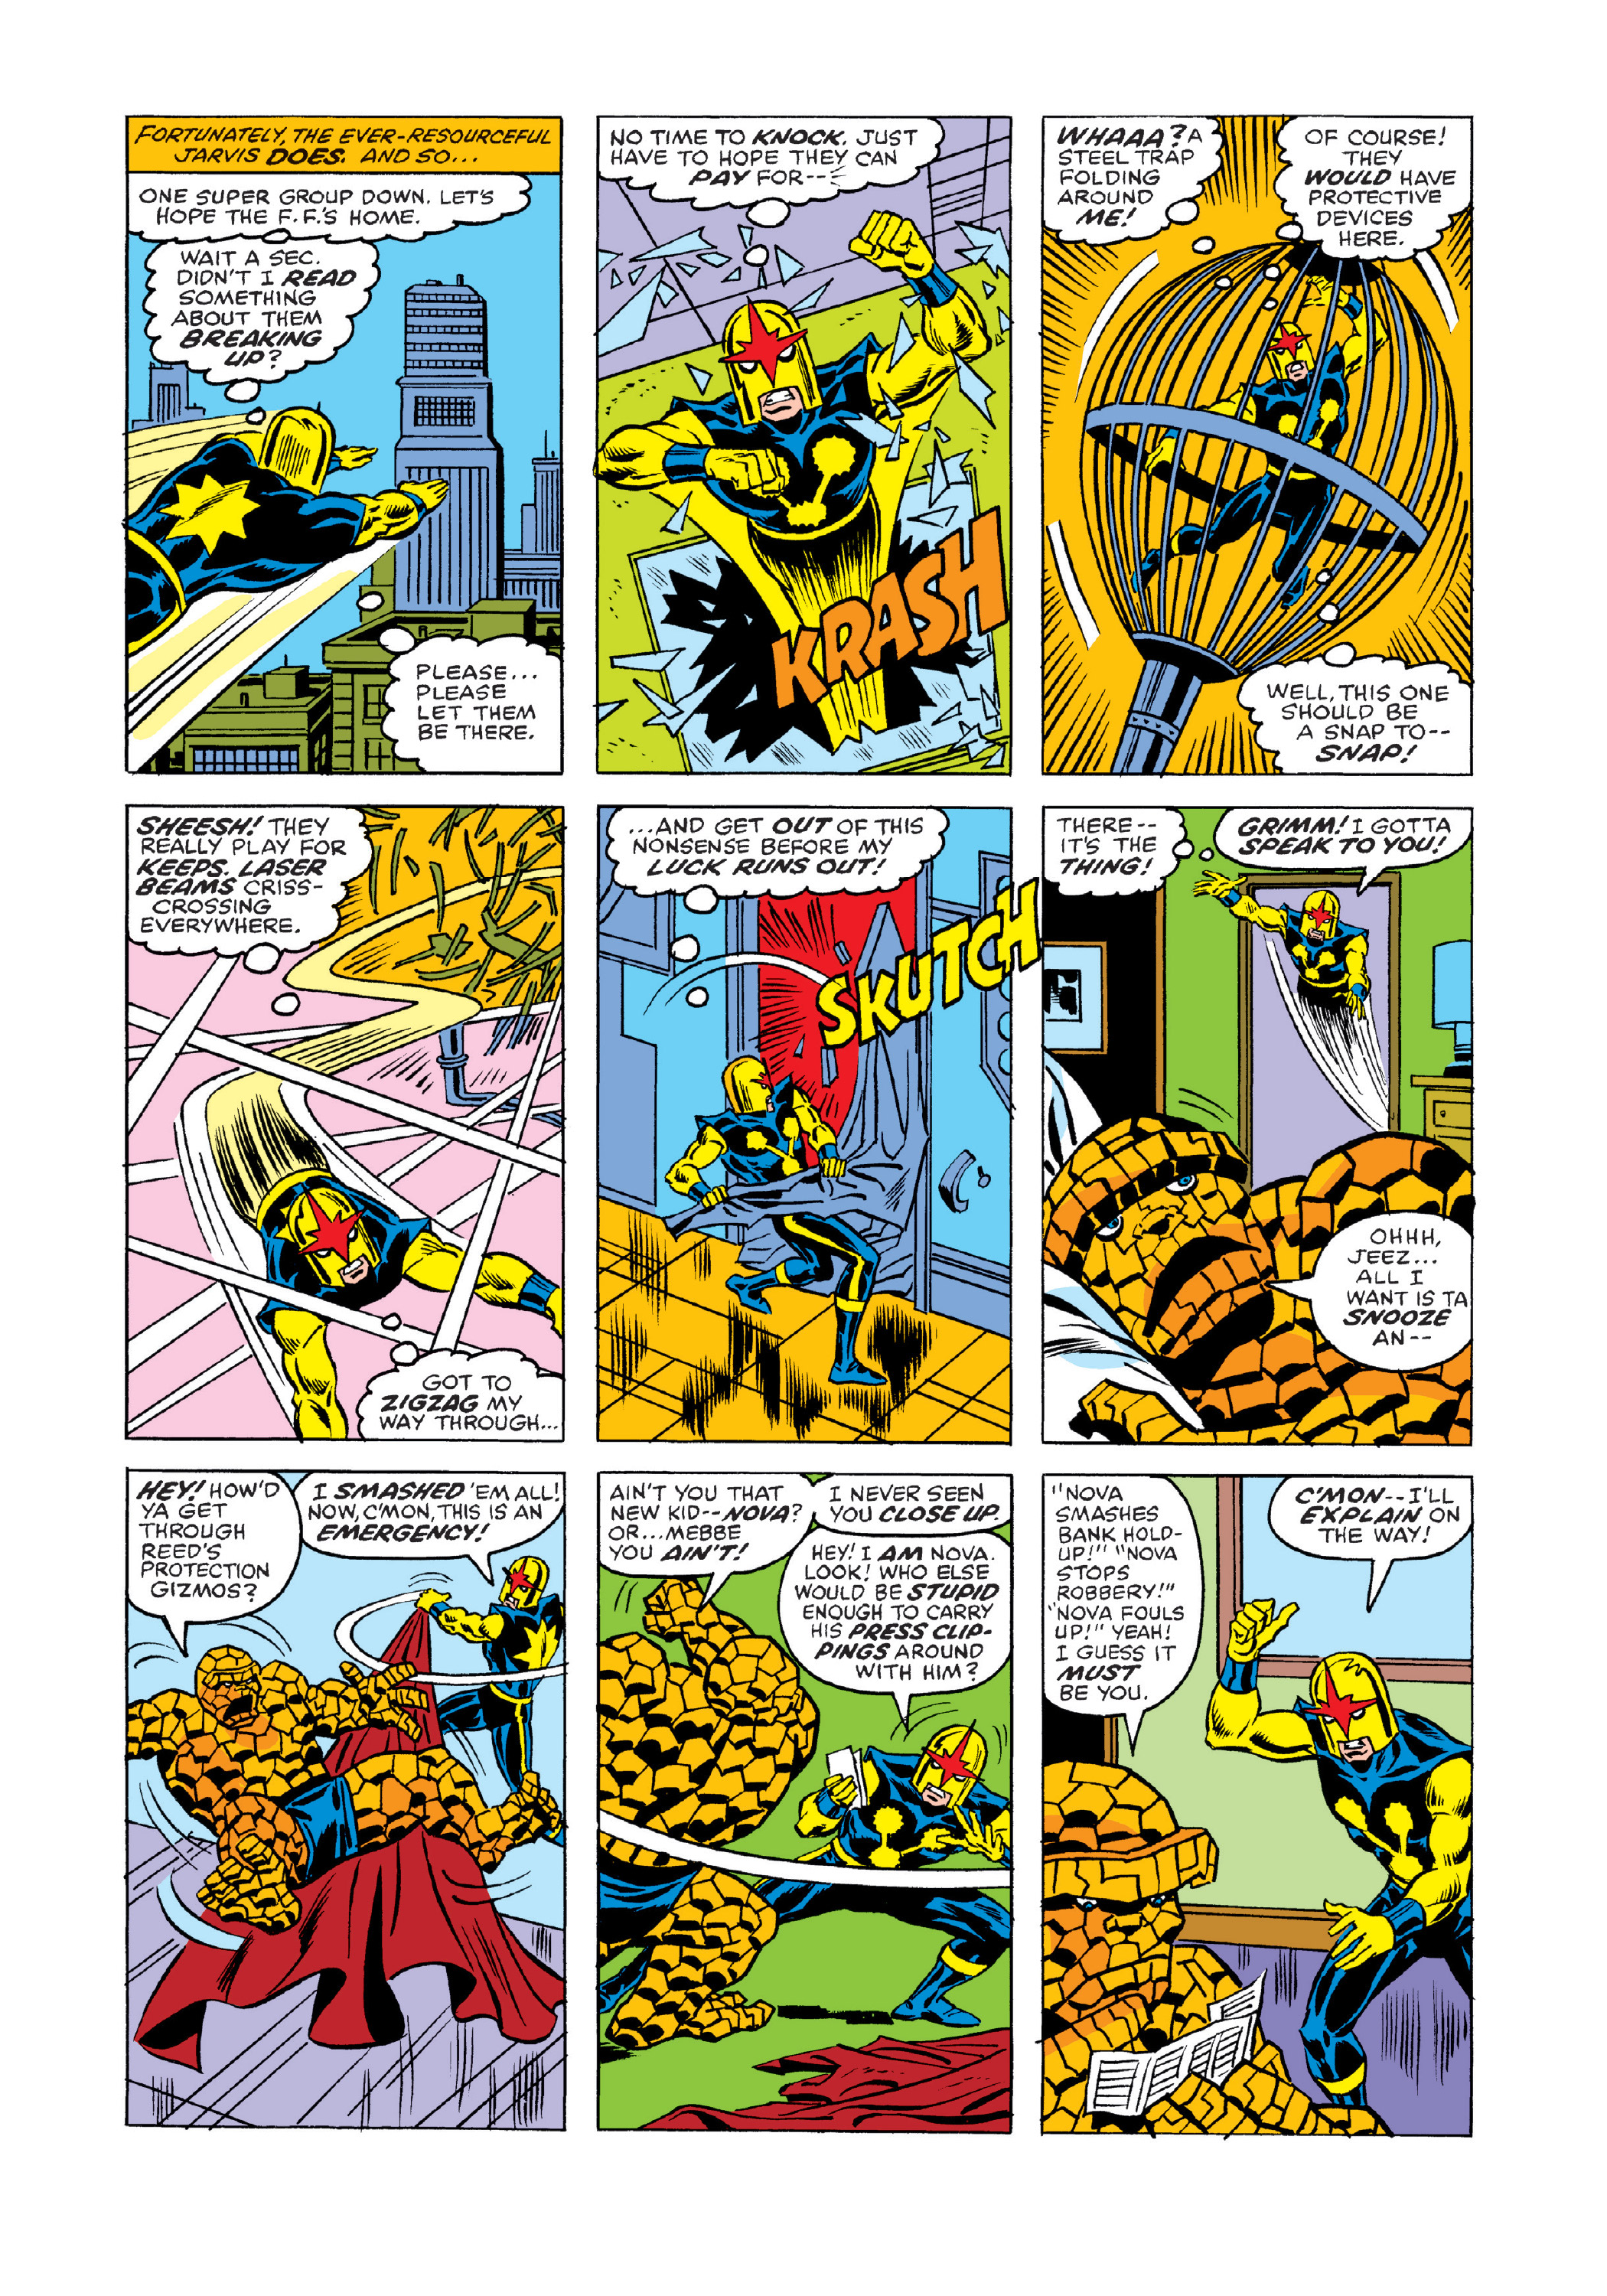 FORTUNATELY, THE EVER-RESOURCEFUL
JARVIS DOES. AND SO...
ONE SUPER GROUP DOWN. LET'S
HOPE THE F.F.'S HOME.
WAIT A SEC.
DIDN'T I READ
SOMETHING
ABOUT THEM
BREAKING
UP?
PLEASE...
PLEASE
LET THEM
BE THERE.
NO TIME TO KNOCK. JUST
HAVE TO HOPE THEY CAN
PAY FOR--
KRASH
WHAAA? A
STEEL TRAP
FOLDING
AROUND
ME!
OF COURSE!
THEY
WOULD HAVE
PROTECTIVE
DEVICES
HERE.
WELL, THIS ONE
SHOULD BE
A SNAP TO--
SNAP!
SHEESH! THEY
REALLY PLAY FOR
KEEPS. LASER
BEAMS CRISS-
CROSSING
EVERYWHERE.
GOT TO
ZIGZAG MY
WAY THROUGH...
...AND GET OUT OF THIS
NONSENSE BEFORE MY
LUCK RUNS OUT!
SKUTCH
THERE--
IT'S THE
THING!
GRIMM! I GOTTA
SPEAK TO YOU!
OHHH,
JEEZ...
ALL I
WANT IS TA
SNOOZE
AN--
HEY! HOW'D
YA GET
THROUGH
REED'S
PROTECTION
GIZMOS?
I SMASHED 'EM ALL!
NOW, C'MON, THIS IS AN
EMERGENCY!
AIN'T YOU THAT
NEW KID--NOVA?
OR...MEBBE
YOU AIN'T!
I NEVER SEEN
YOU CLOSE UP.
HEY! I AM NOVA.
LOOK! WHO ELSE
WOULD BE STUPID
ENOUGH TO CARRY
HIS PRESS CLIP-
PINGS AROUND
WITH HIM?
"NOVA
SMASHES
BANK HOLD-
UP!" "NOVA
STOPS
ROBBERY!"
"NOVA FOULS
UP!" YEAH!
I GUESS IT
MUST
BE YOU.
C'MON--I'LL
EXPLAIN ON
THE WAY!